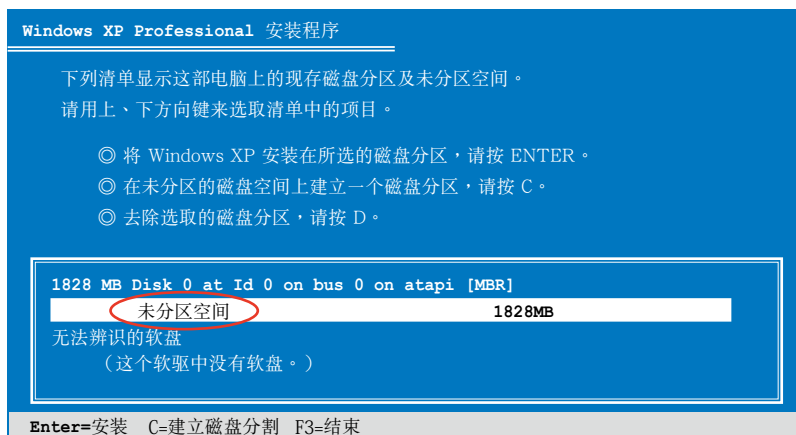 Windows XP Professional 安装程序
下列清单显示这部电脑上的现存磁盘分区及未分区空间。
请用上、下方向键来选取清单中的项目。
◎ 将 Windows XP 安装在所选的磁盘分区，请按 ENTER。
◎ 在未分区的磁盘空间上建立一个磁盘分区，请按 C。
◎ 去除选取的磁盘分区，请按 D。
1828 MB Disk 0 at Id 0 on bus 0 on atapi [MBR]
未分区空间 1828MB
无法辨识的软盘
（这个软驱中没有软盘。）
Enter=安装 C=建立磁盘分割 F3=结束